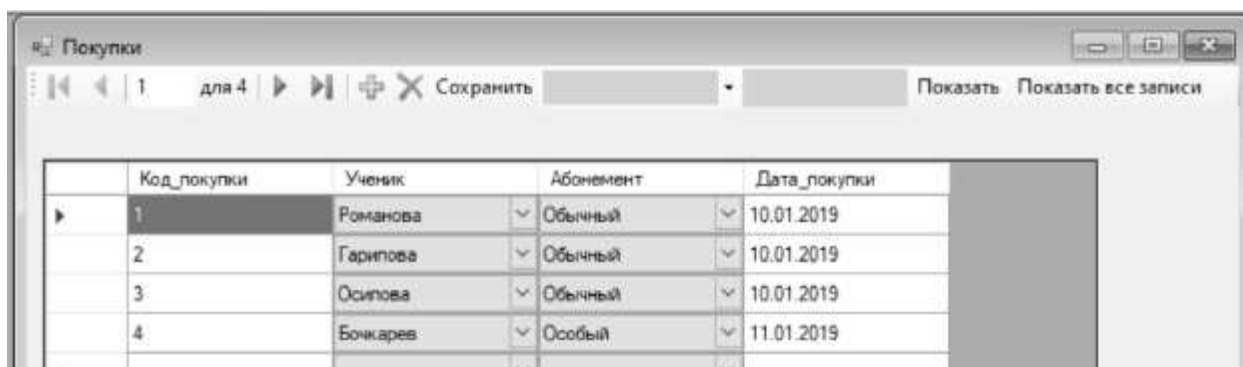 Покупки
1 для 4 Сохранить Показать Показать все записи
Код_покупки Ученик Абонемент Дата_покупки
1 Романова Обычный 10.01.2019
2 Гарипова Обычный 10.01.2019
3 Осипова Обычный 10.01.2019
4 Бочкарев Особый 11.01.2019